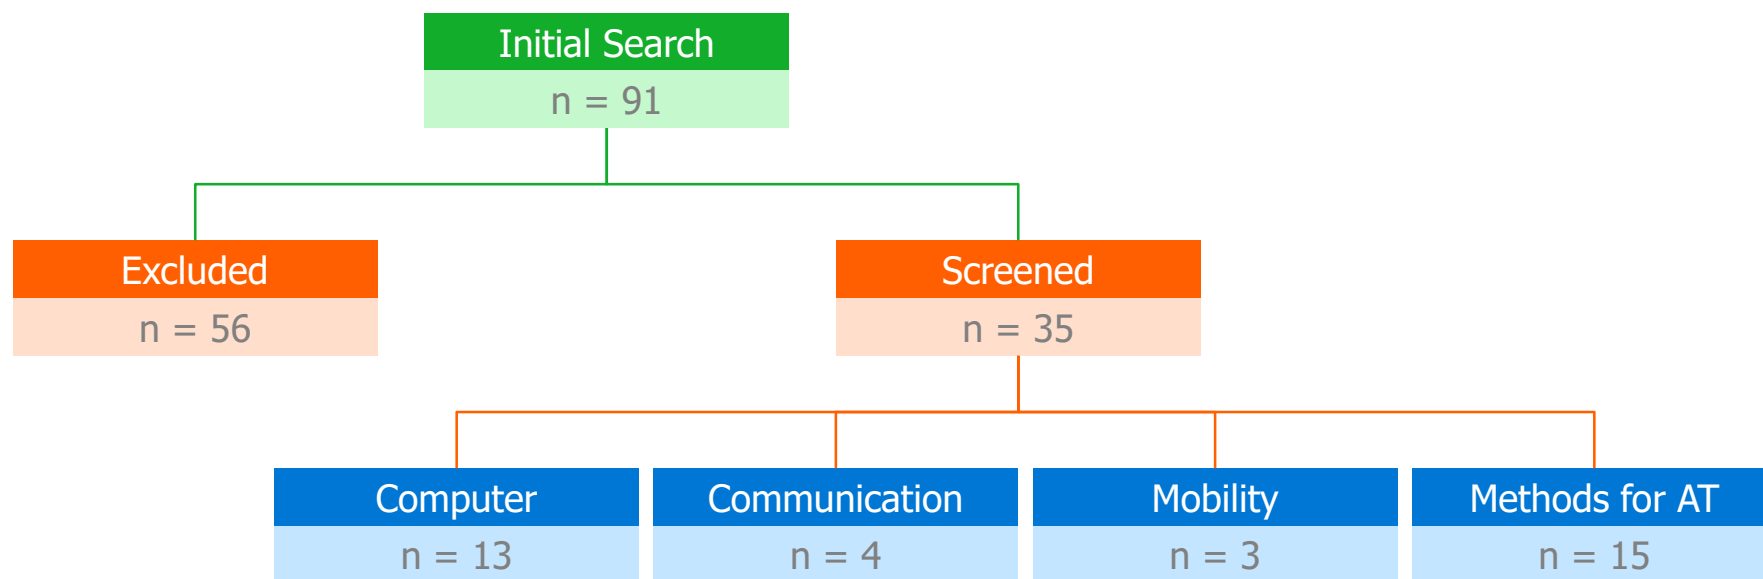 Initial Search
n = 91
Excluded
n = 56
Screened
n = 35
Computer
n = 13
Communication
n = 4
Mobility
n = 3
Methods for AT
n = 15